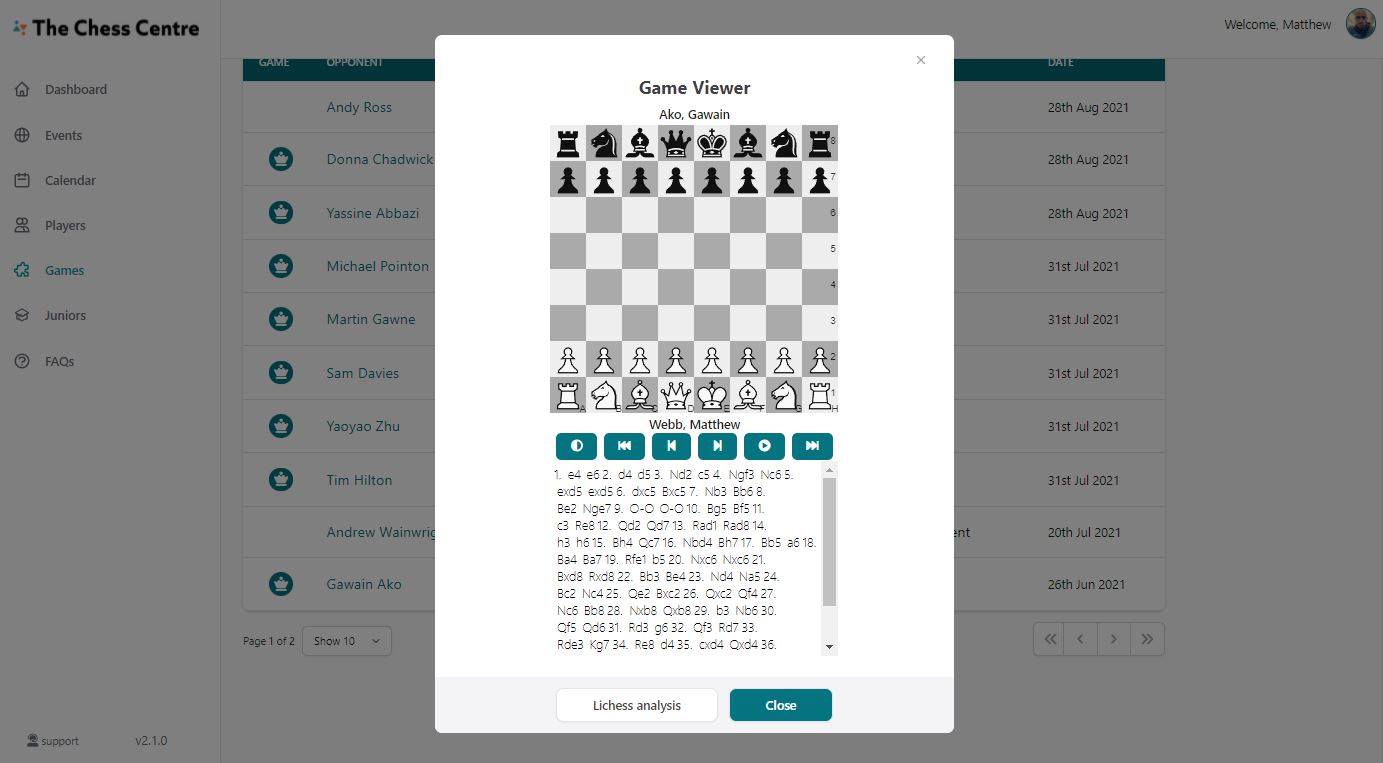 The Chess Centre
Welcome, Matthew
Dashboard
Events
Calendar
Players
Games
Juniors
FAQs
support
v2.1.0
GAME OPPONENT DATE
Andy Ross 28th Aug 2021
Donna Chadwick 28th Aug 2021
Yassine Abbazi 28th Aug 2021
Michael Pointon 31st Jul 2021
Martin Gawne 31st Jul 2021
Sam Davies 31st Jul 2021
Yaoyao Zhu 31st Jul 2021
Tim Hilton 31st Jul 2021
Andrew Wainwrig ent 20th Jul 2021
Gawain Ako 26th Jun 2021
Page 1 of 2
Show 10
×
Game Viewer
Ako, Gawain
8
7
6
5
4
3
2
1
A B C D E F G H
Webb, Matthew
1. e4 e6 2. d4 d5 3. Nd2 c5 4. Ngf3 Nc6 5.
exd5 exd5 6. dxc5 Bxc5 7. Nb3 Bb6 8.
Be2 Nge7 9. O-O O-O 10. Bg5 Bf5 11.
c3 Re8 12. Qd2 Qd7 13. Rad1 Rad8 14.
h3 h6 15. Bh4 Qc7 16. Nbd4 Bh7 17. Bb5 a6 18.
Ba4 Ba7 19. Rfe1 b5 20. Nxc6 Nxc6 21.
Bxd8 Rxd8 22. Bb3 Be4 23. Nd4 Na5 24.
Bc2 Nc4 25. Qe2 Bxc2 26. Qxc2 Qf4 27.
Nc6 Bb8 28. Nxb8 Qxb8 29. b3 Nb6 30.
Qf5 Qd6 31. Rd3 g6 32. Qf3 Rd7 33.
Rde3 Kg7 34. Re8 d4 35. cxd4 Qxd4 36.
Lichess analysis
Close